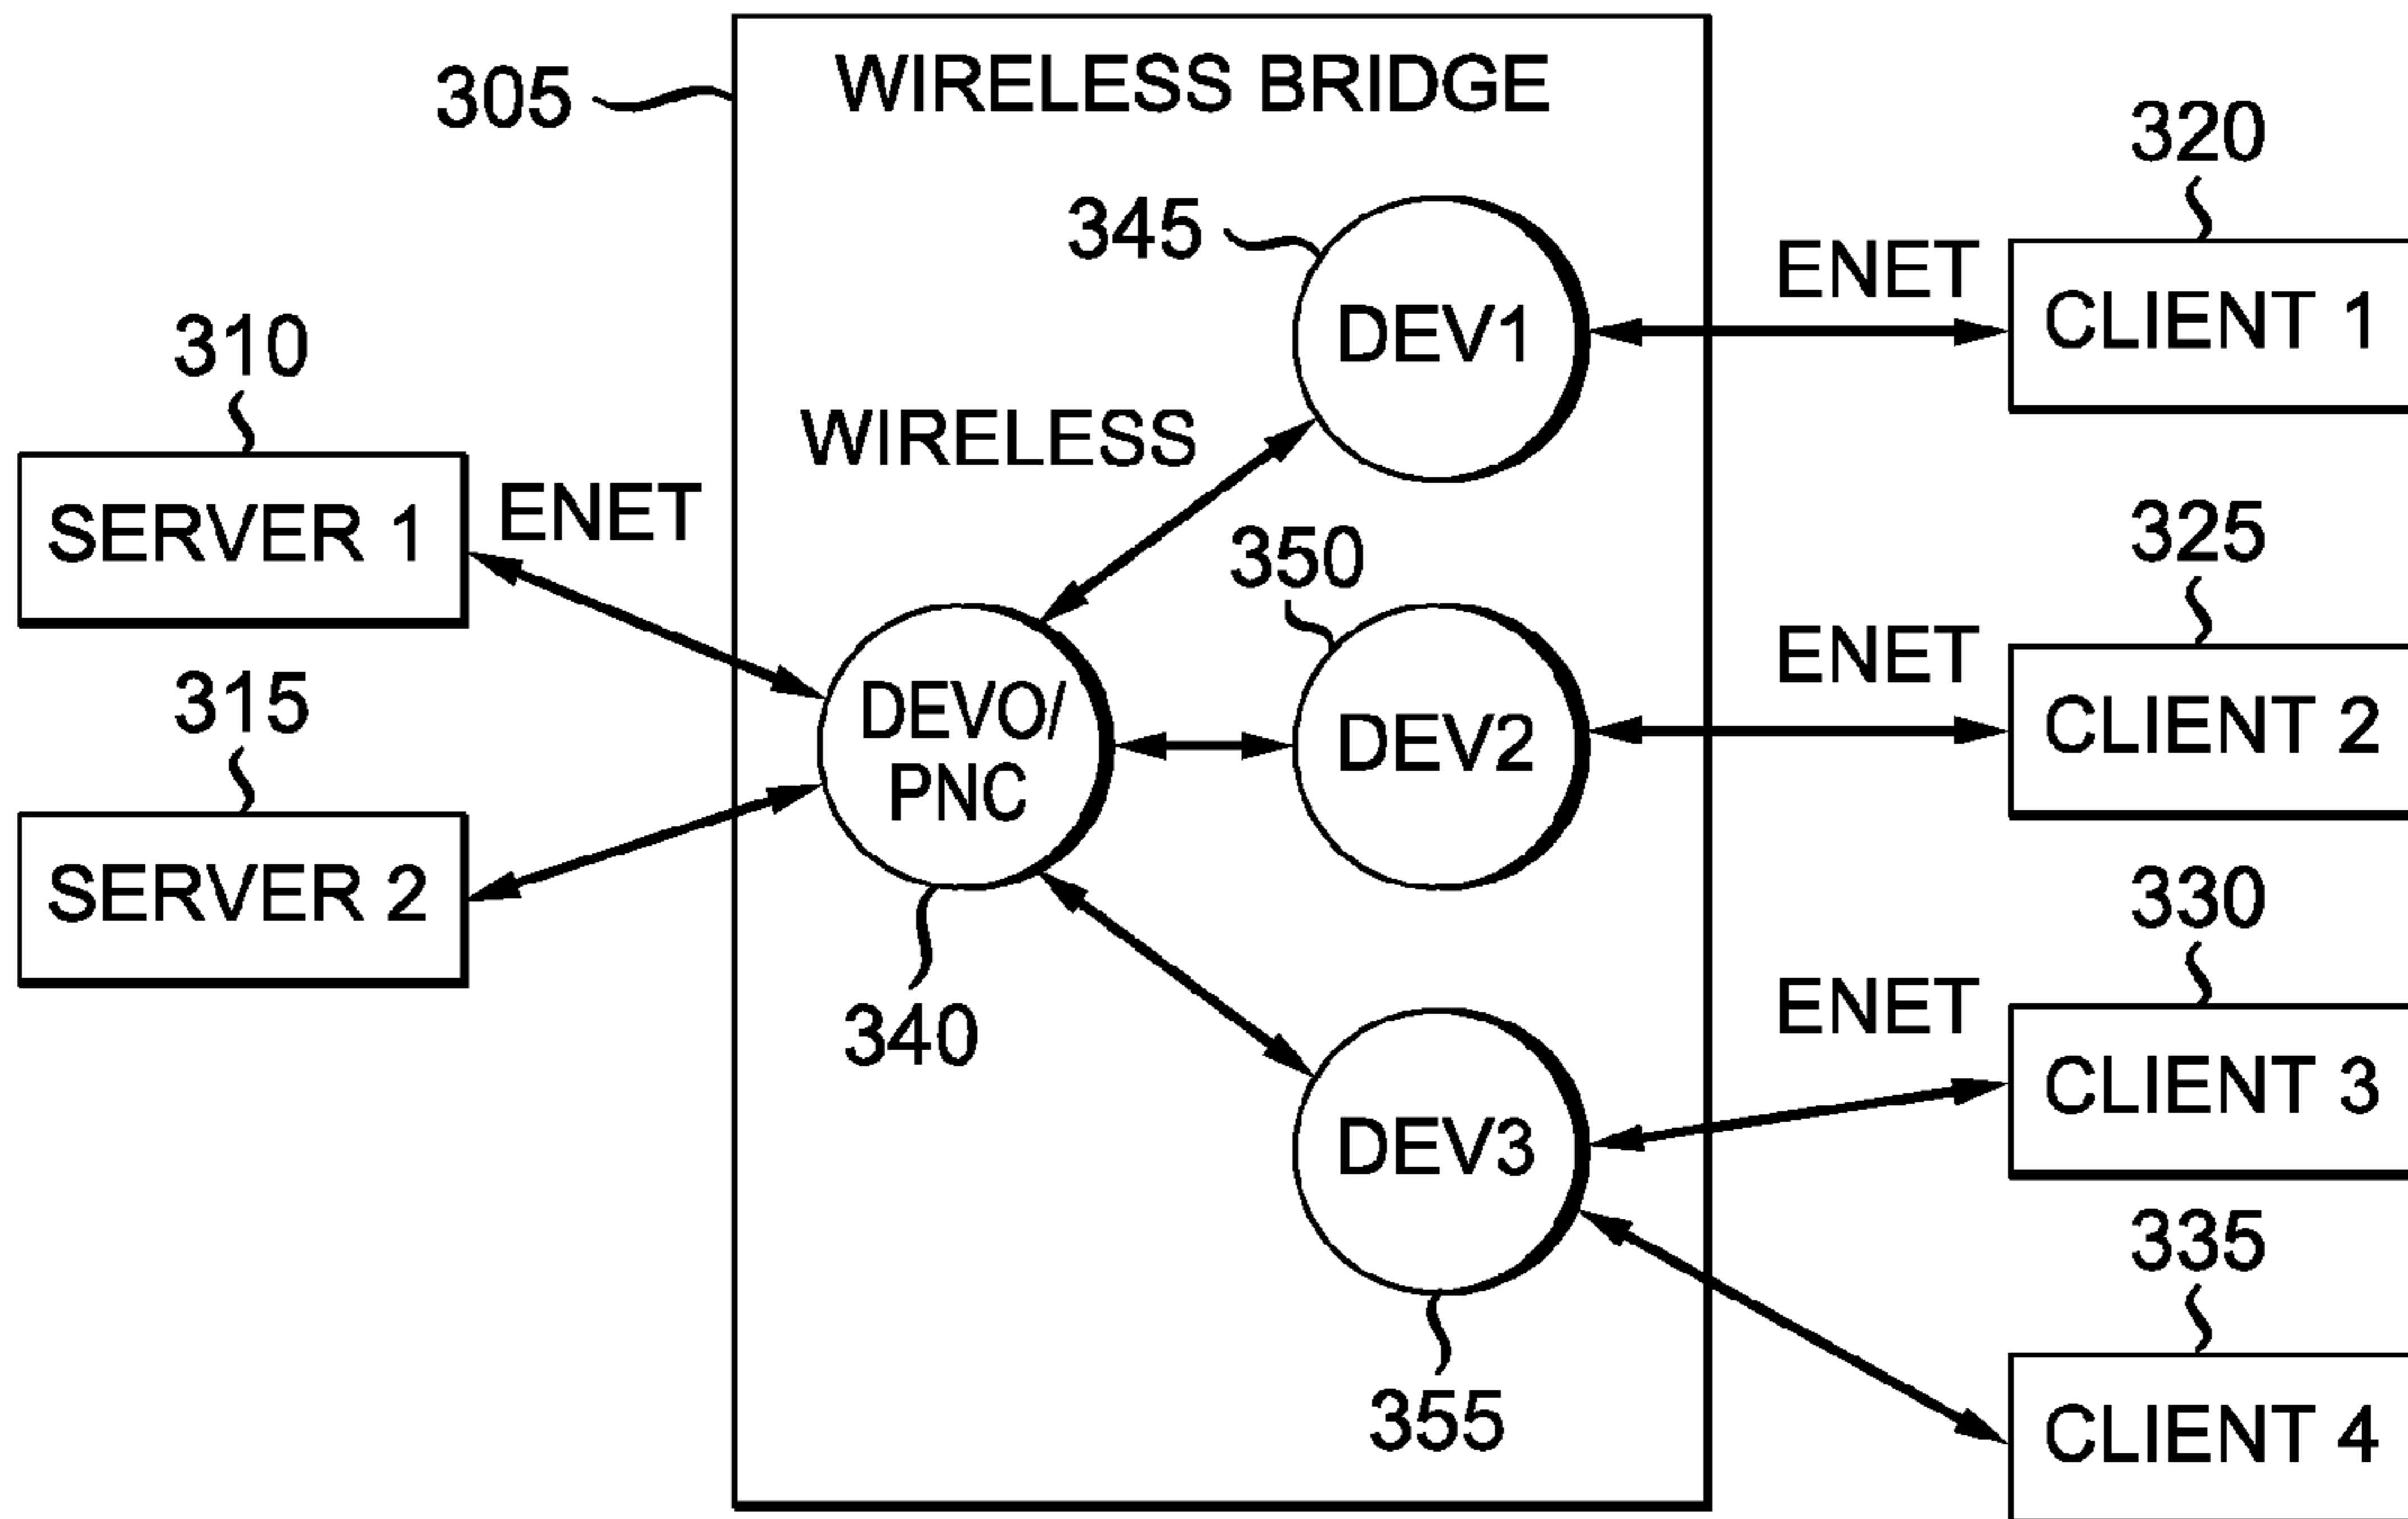 WIRELESS BRIDGE
305
320
345
ENET
DEV1
CLIENT 1
310
WIRELESS
SERVER 1
ENET
350
325
ENET
315
DEVO/
PNC
DEV2
CLIENT 2
SERVER 2
330
340
ENET
DEV3
CLIENT 3
335
355
CLIENT 4